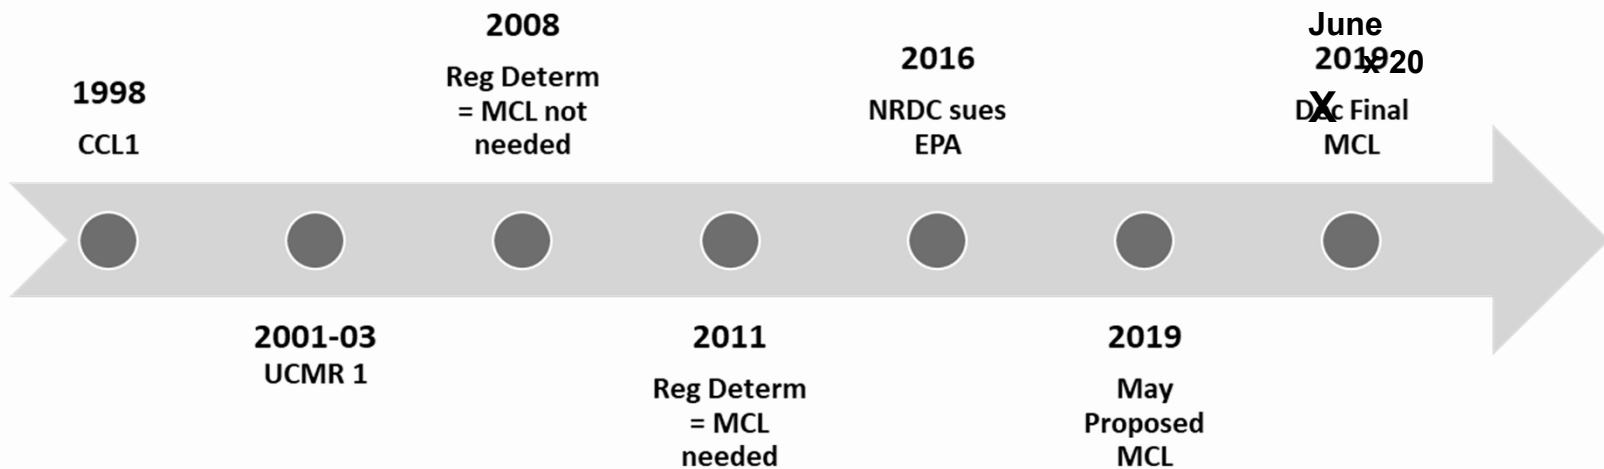 1998
CCL1
2001-03
UCMR 1
2008
Reg Determ
= MCL not
needed
2011
Reg Determ
= MCL
needed
2016
NRDC sues
EPA
2019
May
Proposed
MCL
June
2019 x 20
X
Dec Final
MCL